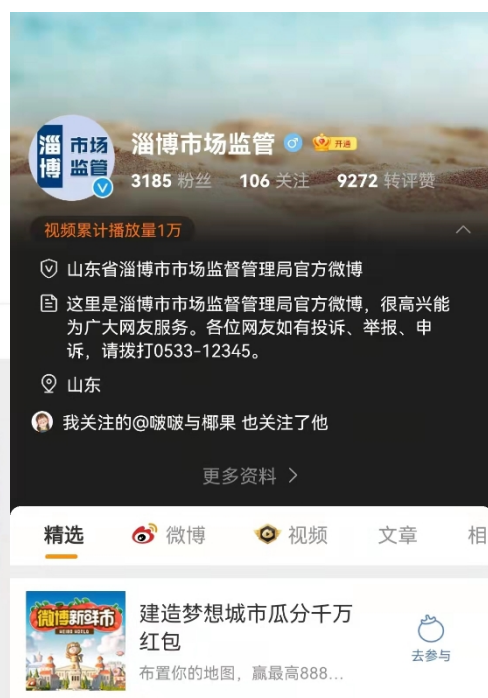 淄博 市场监管
淄博市场监管 开通
3185 粉丝 106 关注 9272 转评赞
视频累计播放量1万
山东省淄博市市场监督管理局官方微博
这里是淄博市市场监督管理局官方微博，很高兴能
为广大网友服务。各位网友如有投诉、举报、申
诉，请拨打0533-12345。
山东
我关注的@啵啵与椰果 也关注了他
更多资料
精选 微博 视频 文章 相
微博新鲜市
建造梦想城市瓜分千万
红包
去参与
布置你的地图，赢最高888...